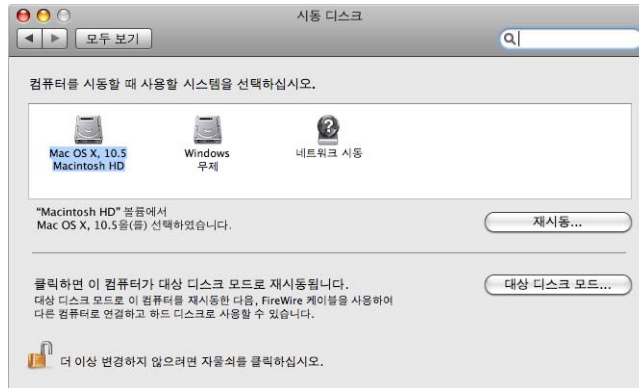 시동 디스크
모두 보기
컴퓨터를 시동할 때 사용할 시스템을 선택하십시오.
Mac OS X, 10.5
Macintosh HD
Windows
무제
네트워크 시동
“Macintosh HD” 볼륨에서
Mac OS X, 10.5을(를) 선택하였습니다.
재시동...
클릭하면 이 컴퓨터가 대상 디스크 모드로 재시동됩니다.
대상 디스크 모드로 이 컴퓨터를 재시동한 다음, FireWire 케이블을 사용하여
다른 컴퓨터로 연결하고 하드 디스크로 사용할 수 있습니다.
대상 디스크 모드...
더 이상 변경하지 않으려면 자물쇠를 클릭하십시오.